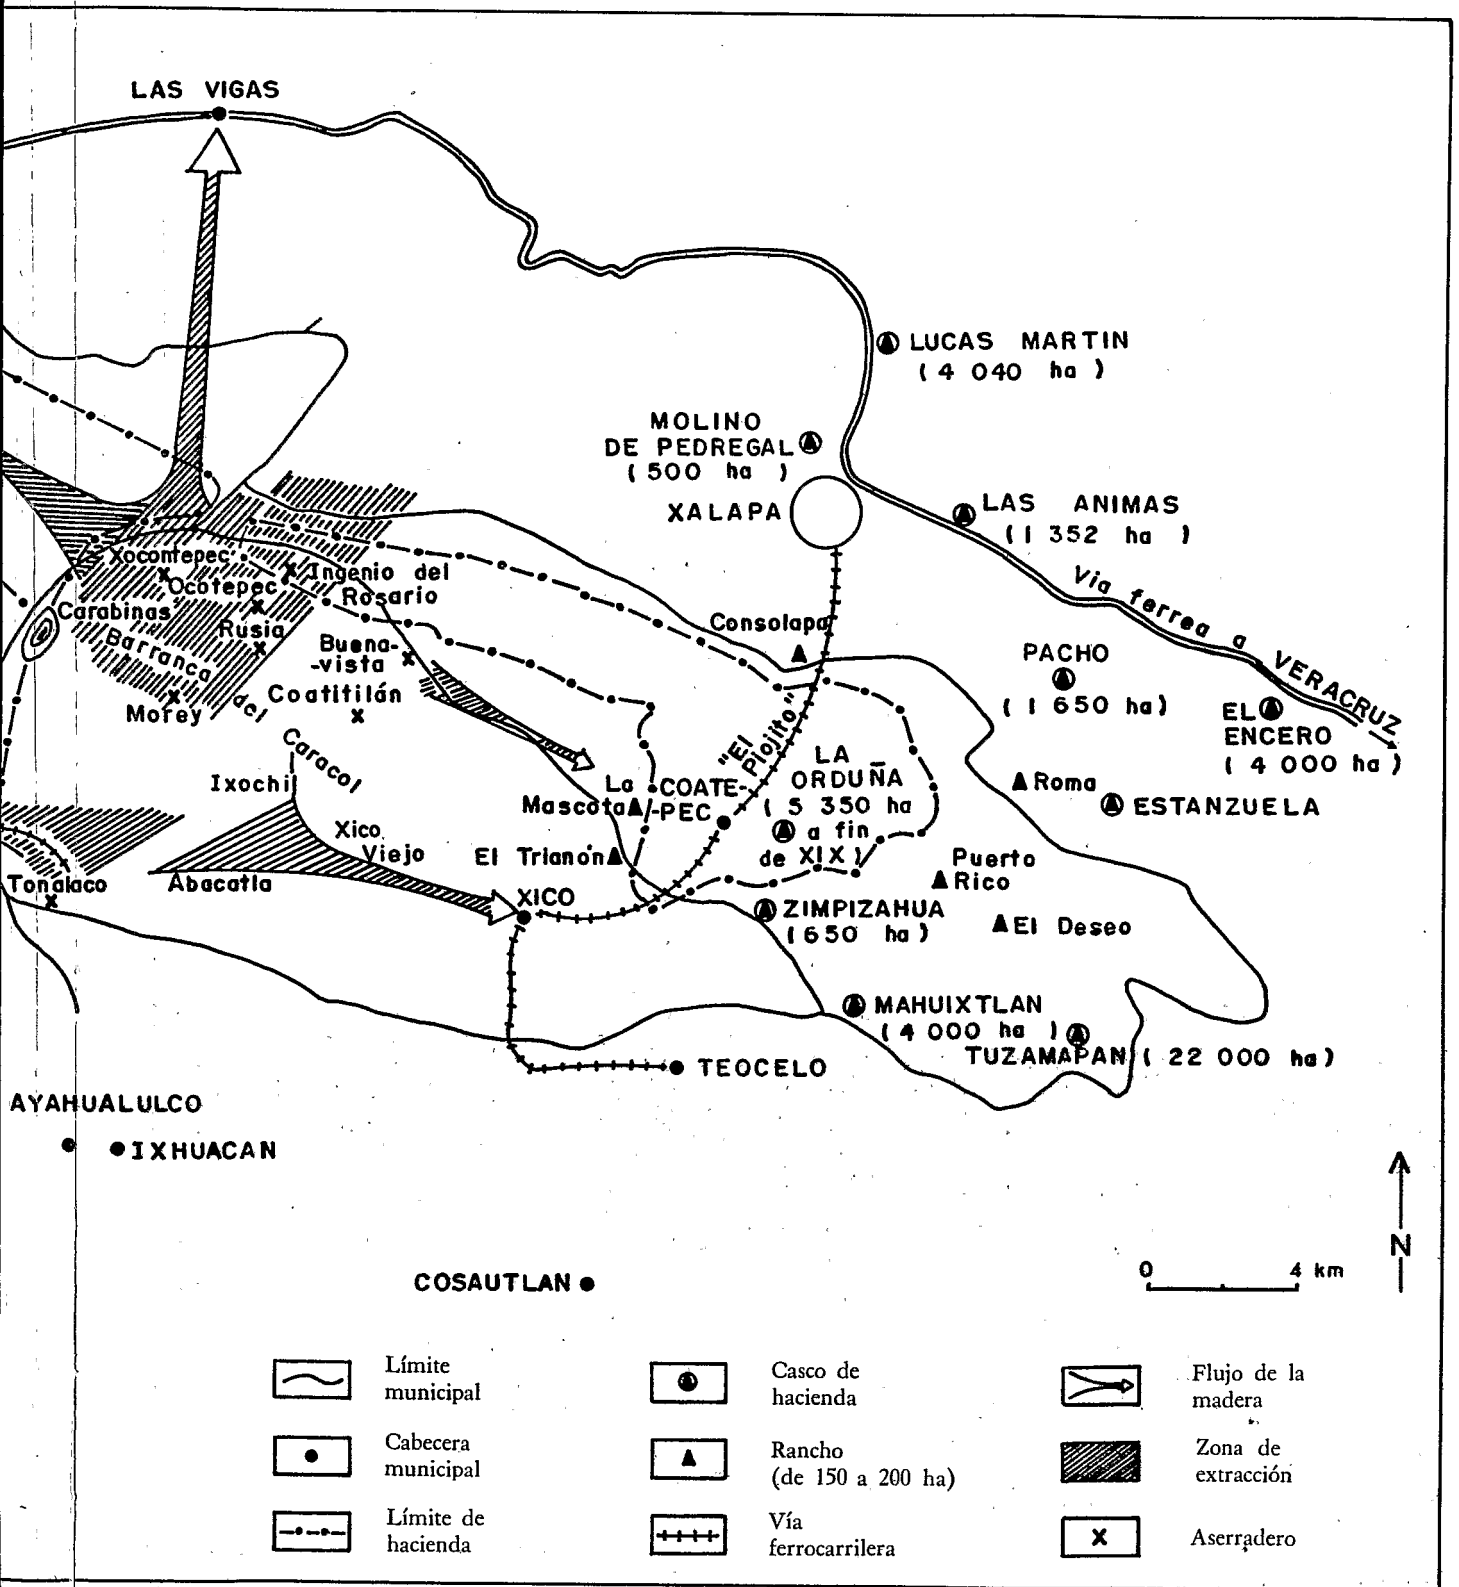 LAS VIGAS
LUCAS MARTIN
( 4 040 ha )
MOLINO
DE PEDREGAL
( 500 ha )
XALAPA
LAS ANIMAS
( 1 352 ha )
Via ferrea a VERACRUZ
Xocontepec
Ocotepec
Ingenio del
Rosario
Carabinas
Rusia
Barranca del
Caracol
Buena-
-vista
Coatitilán
Morey
Consolapa
PACHO
( 1 650 ha )
EL
ENCERO
( 4 000 ha )
"El
Piojito"
Ixochil
La
Mascota
COATE-
-PEC
LA
ORDUÑA
( 5 350 ha
a fin
de XIX )
Roma
ESTANZUELA
Xico
Viejo
El Trianón
Puerto
Rico
Tonalaco
Abacatla
XICO
ZIMPIZAHUA
( 650 ha )
El Deseo
MAHUIXTLAN
( 4 000 ha )
TUZAMAPAN ( 22 000 ha )
TEOCELO
AYAHUALULCO
IXHUACAN
N
COSAUTLAN
0 4 km
Límite
municipal
Casco de
hacienda
Flujo de la
madera
Cabecera
municipal
Rancho
(de 150 a 200 ha)
Zona de
extracción
Límite de
hacienda
Vía
ferrocarrilera
Aserradero